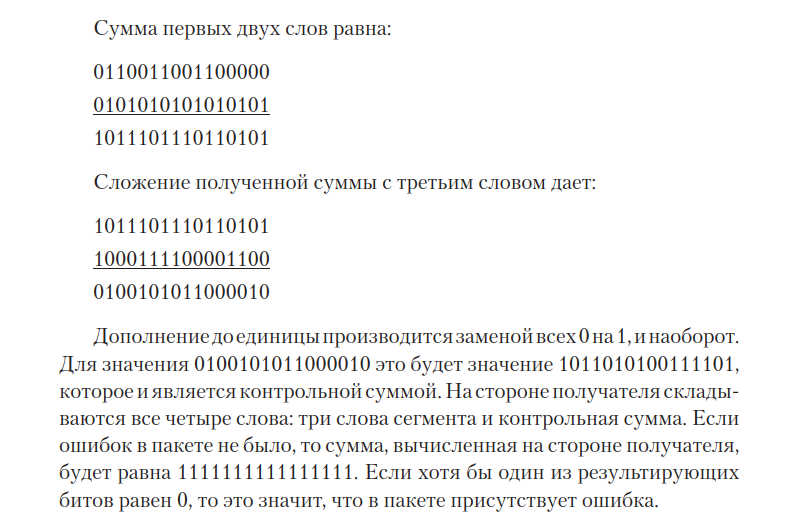 Сумма первых двух слов равна:
0110011001100000
0101010101010101
1011101110110101
Сложение полученной суммы с третьим словом дает:
1011101110110101
1000111100001100
0100101011000010
Дополнение до единицы производится заменой всех 0 на 1, и наоборот.
Для значения 0100101011000010 это будет значение 1011010100111101,
которое и является контрольной суммой. На стороне получателя склады-
ваются все четыре слова: три слова сегмента и контрольная сумма. Если
ошибок в пакете не было, то сумма, вычисленная на стороне получателя,
будет равна 1111111111111111. Если хотя бы один из результирующих
битов равен 0, то это значит, что в пакете присутствует ошибка.